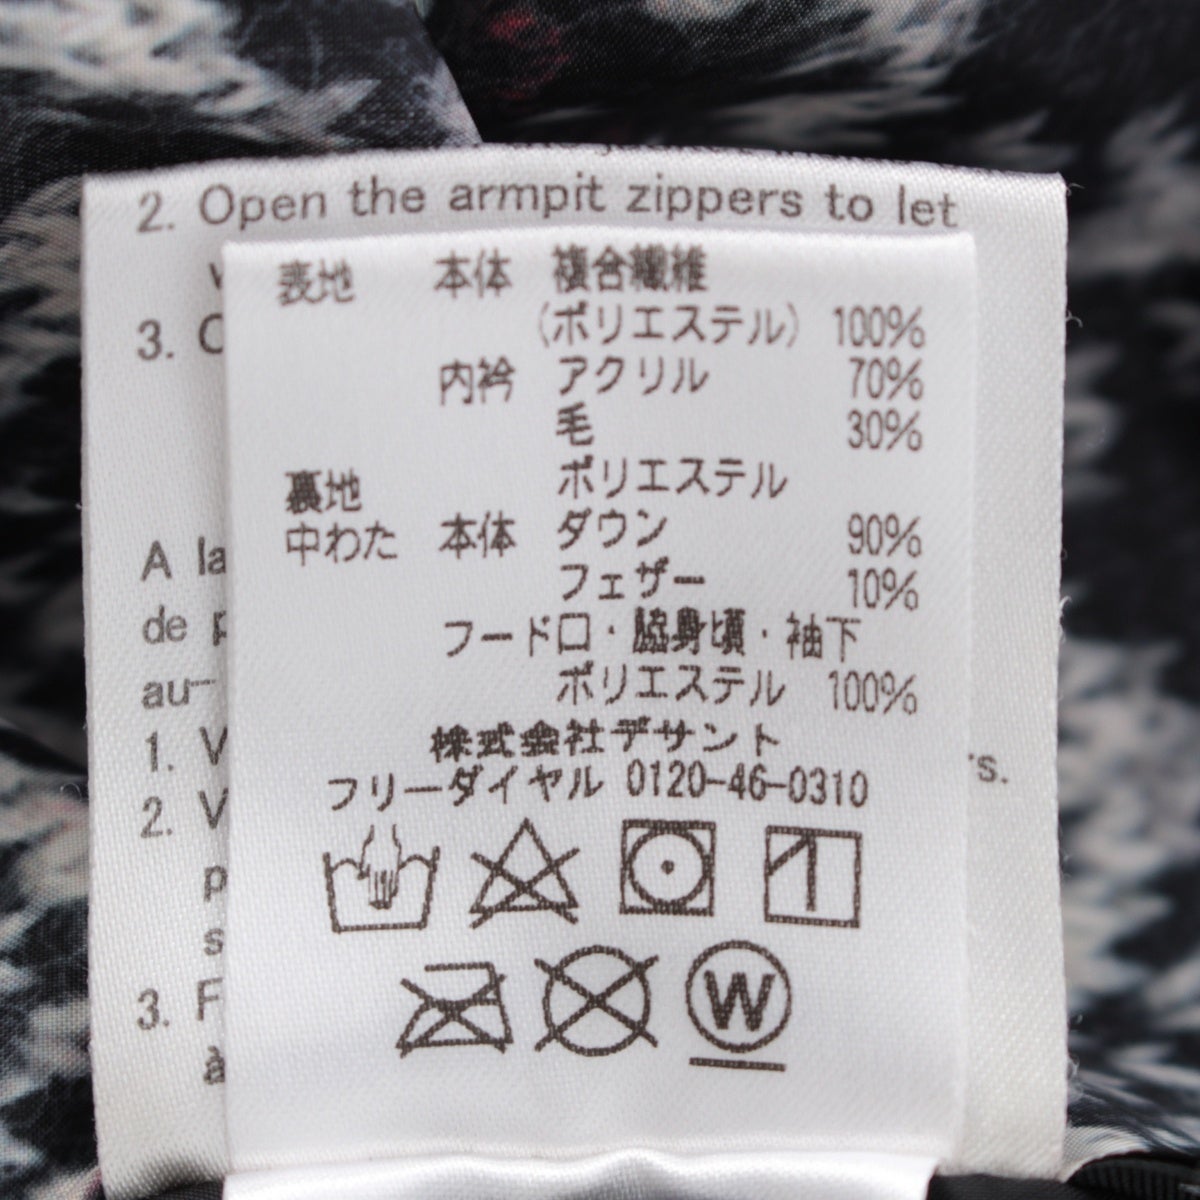 2. Open the armpit zippers to let
3.
表地 本体 複合繊維
(ポリエステル) 100%
内衿 アクリル 70%
毛 30%
裏地 ポリエステル
中わた 本体 ダウン 90%
フェザー 10%
フード口・脇身頃・袖下
ポリエステル 100%
株式会社デサント
フリーダイヤル 0120-46-0310
W
A la
de p
au
1. V
rs.
2. V
p
s
3. F
à